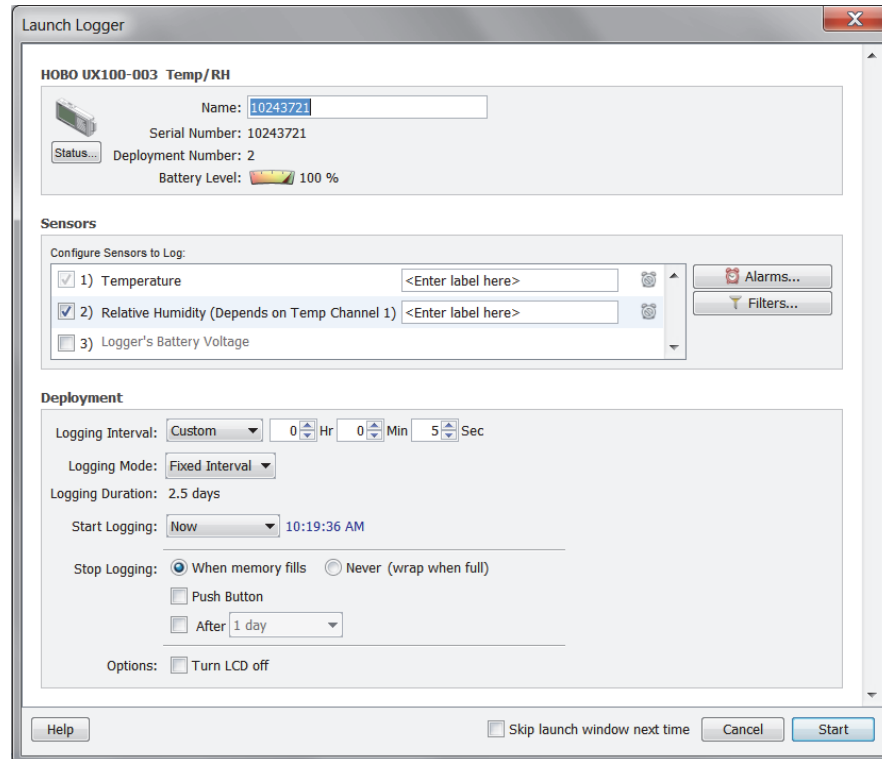 Launch Logger
HOBO UX100-003 Temp/RH
Name: 10243721
Serial Number: 10243721
Status... Deployment Number: 2
Battery Level: 100 %
Sensors
Configure Sensors to Log:
1) Temperature <Enter label here> Alarms...
2) Relative Humidity (Depends on Temp Channel 1) <Enter label here> Filters...
3) Logger's Battery Voltage
Deployment
Logging Interval: Custom 0 Hr 0 Min 5 Sec
Logging Mode: Fixed Interval
Logging Duration: 2.5 days
Start Logging: Now 10:19:36 AM
Stop Logging: When memory fills Never (wrap when full)
Push Button
After 1 day
Options: Turn LCD off
Help Skip launch window next time Cancel Start